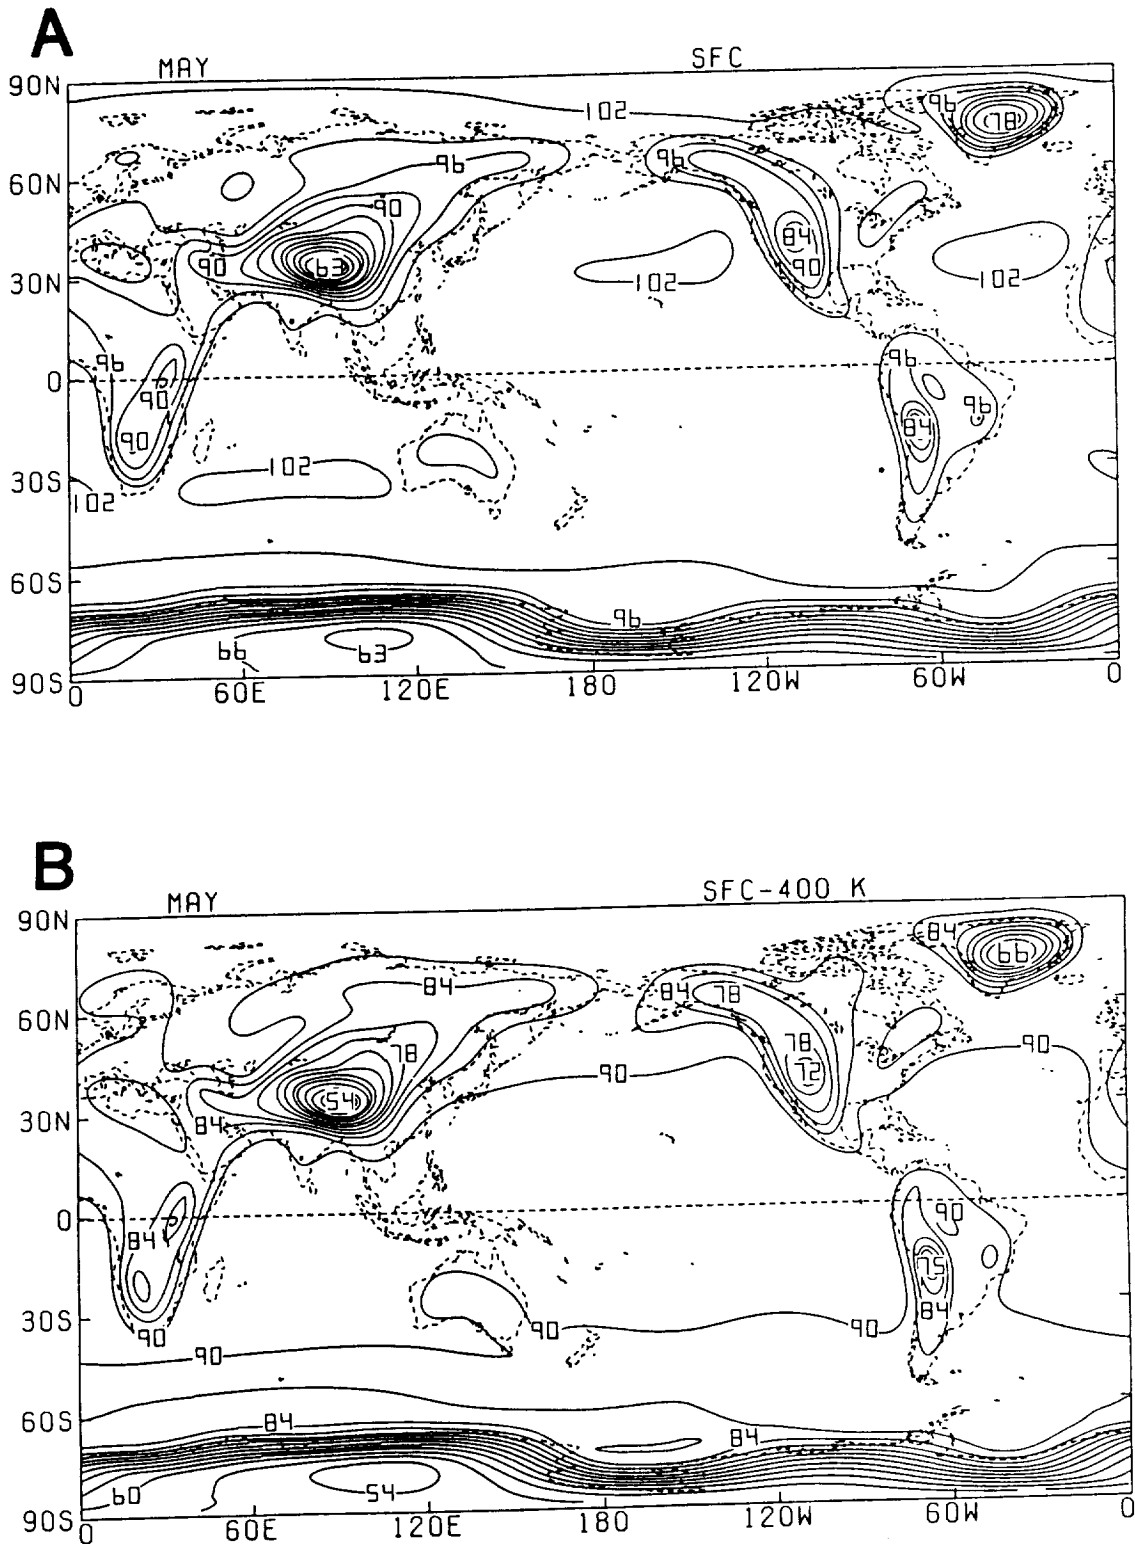 A
MAY SFC
90N
102 96 78
96 96
60N
90
84
90 63 90
30N 102 102
96 96
0
90 96
90 84
30S 102
102
60S
96
66 63
90S
0 60E 120E 180 120W 60W 0
B
MAY SFC-400 K
90N
84 66
84 84 78
60N
78 78 90
72 90
54
84
30N
0 90
84
75
84
30S
90 90 90
90
60S
84 84
60 54
90S
0 60E 120E 180 120W 60W 0